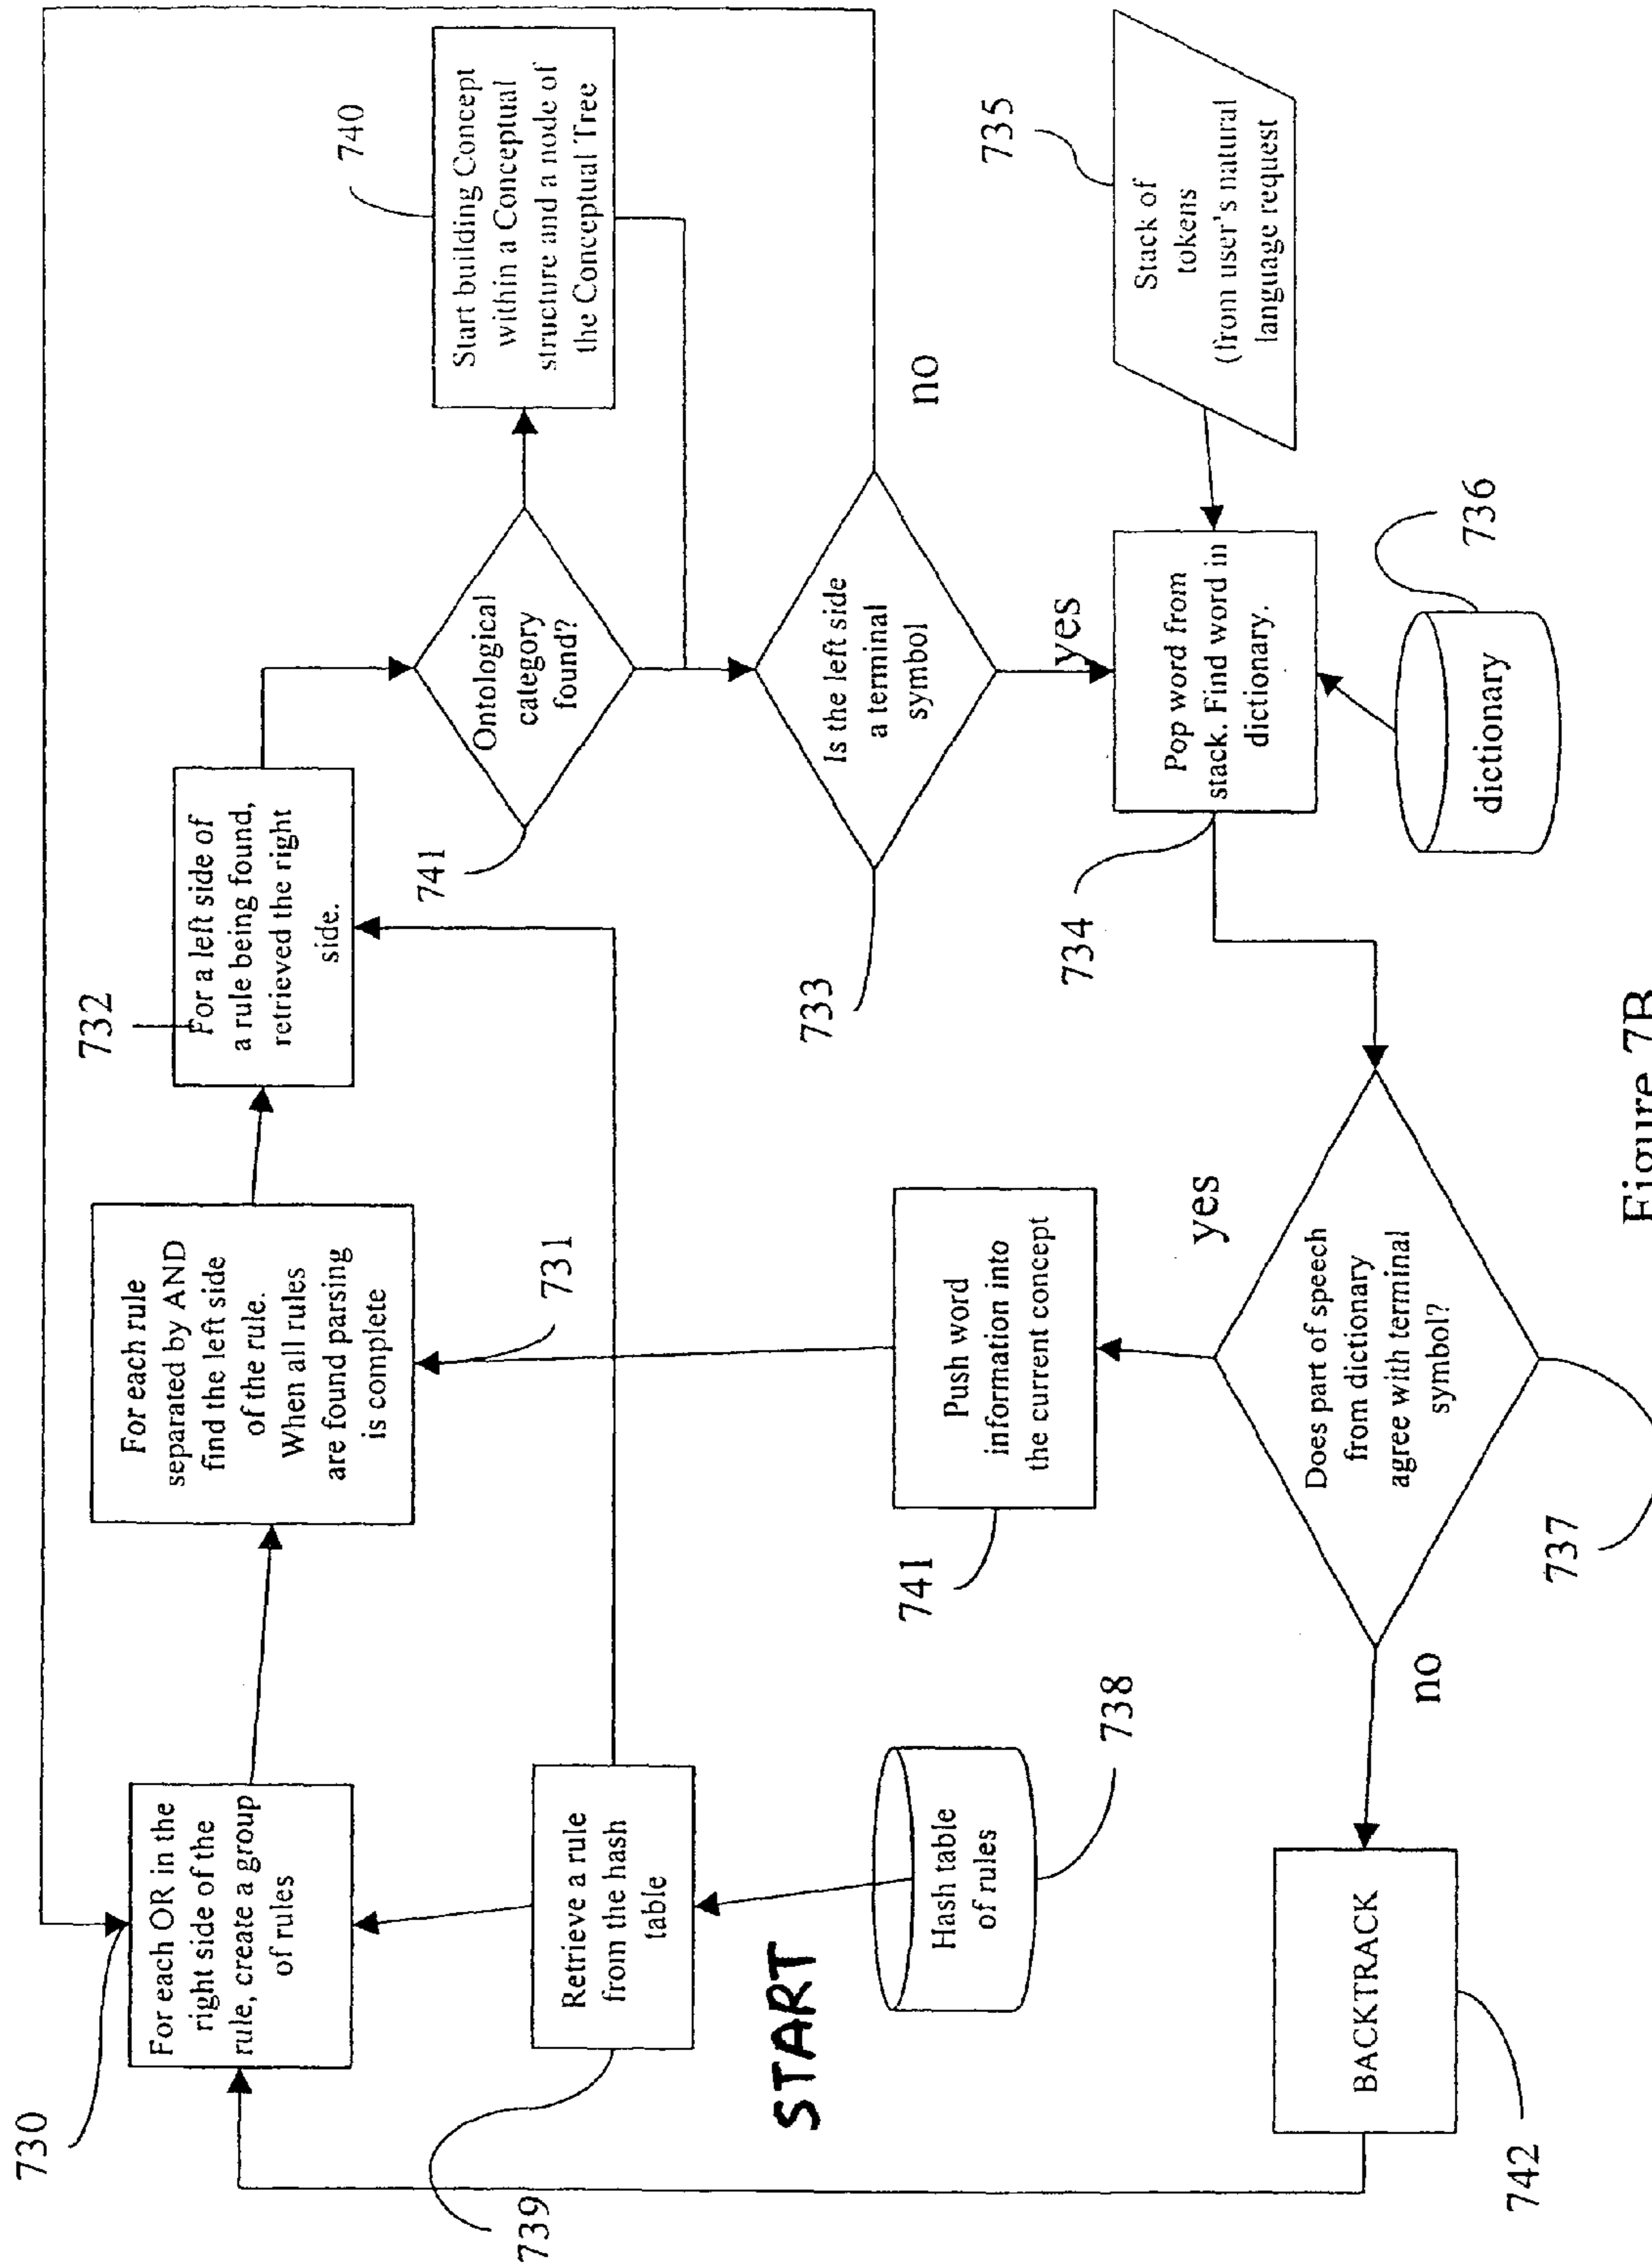 730
For each OR in the
right side of the
rule, create a group
of rules
For each rule
separated by AND
find the left side
of the rule.
When all rules
are found parsing
is complete
731
732
For a left side of
a rule being found,
retrieved the right
side.
739
Retrieve a rule
from the hash
table
START
Hash table
of rules
738
741
Ontological
category
found?
740
Start building Concept
within a Conceptual
structure and a node of
the Conceptual Tree
733
Is the left side
a terminal
symbol
no
yes
734
Pop word from
stack. Find word in
dictionary.
735
Stack of
tokens
(from user's natural
language request
736
dictionary
741
Push word
information into
the current concept
yes
Does part of speech
from dictionary
agree with terminal
symbol?
737
no
BACKTRACK
742
Figure 7B